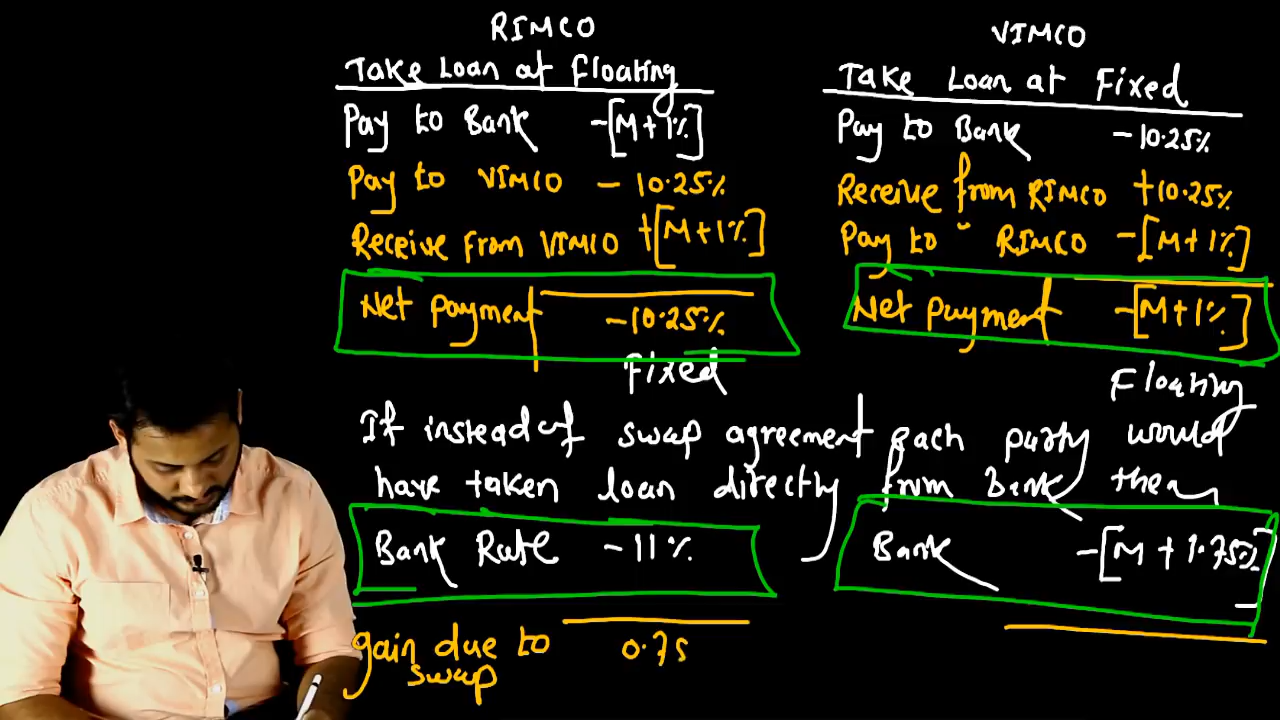 RIMCO
Take Loan at Floating
Pay to Bank -[M+1%]
Pay to VIMCO - 10.25%
Receive from VIMCO +[M+1%]
Net payment -10.25%
Fixed
VIMCO
Take Loan at Fixed
Pay to Bank -10.25%
Receive from RIMCO +10.25%
Pay to RIMCO -[M+1%]
Net Payment -[M+1%]
Floating
If instead of swap agreement each party would
have taken loan directly from Bank then
Bank Rate -11%
Bank -[M + 1.75%]
gain due to 0.75
swap